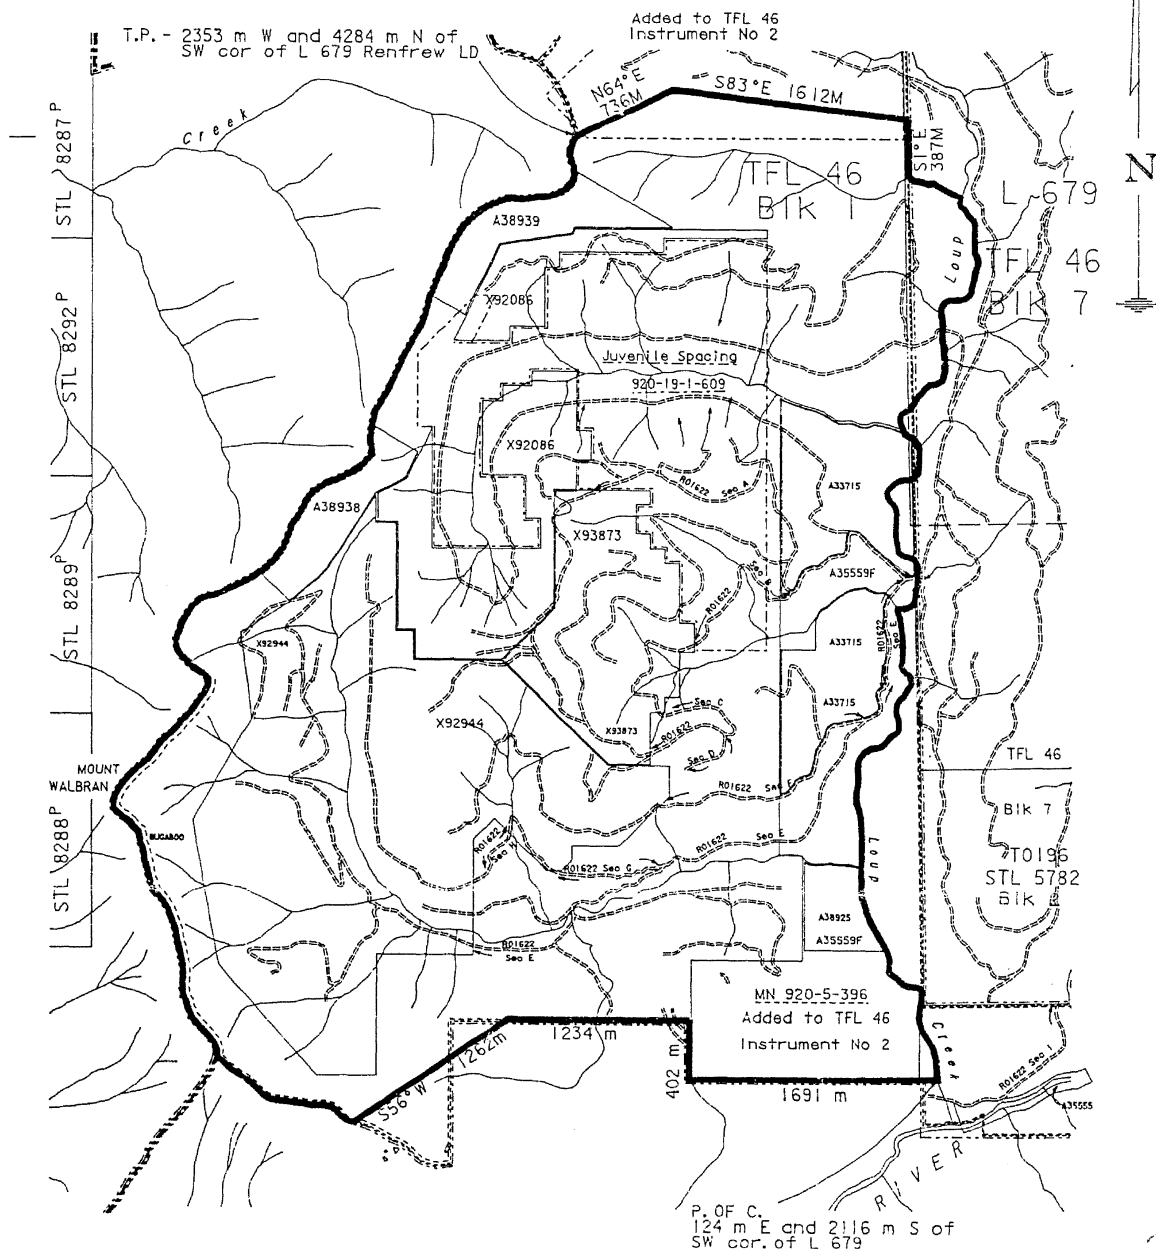 Added to TFL 46
Instrument No 2
T.P. - 2353 m W and 4284 m N of
SW cor of L 679 Renfrew LD
N64°E
736M
S83°E 1612M
S1°E
387M
N
Creek
STL 8287 P
TFL 46
Blk 1
L 679
A38939
Loup
TFL 46
Blk 7
X92086
STL 8292 P
Juvenile Spacing
920-19-1-609
X92086
R01622 Sec A
A33715
A38938
X93873
A35559F
Sec B
R01622
STL 8289 P
X92944
R01622
Sec E
A33715
Sec C
A33715
X92944
X93873
R01622
Sec D
TFL 46
MOUNT
WALBRAN
R01622 Sec F
Blk 7
BUGABOO
R01622
Sec H
R01622 Sec E
Loup
STL 8288 P
T0196
STL 5782
Blk
R01622 Sec G
A38925
A35559F
R01622
Sec E
MN 920-5-396
Added to TFL 46
Instrument No 2
Creek
1234 m
1262m
S56°W
402 m
1691 m
R01622 Sec I
A35555
RIVER
P. OF C.
124 m E and 2116 m S of
SW cor. of L 679